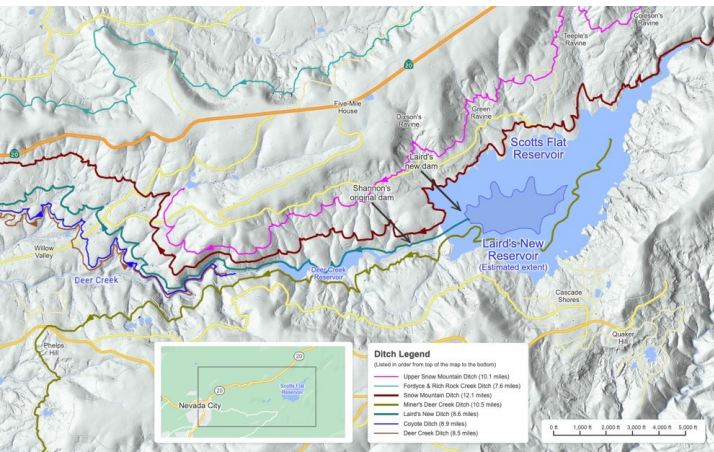 Coleson's
Ravine
Teeple's
Ravine
20
Five-Mile
House
Green
Ravine
Dixson's
Ravine
Scotts Flat
Reservoir
20
Laird's
new dam
Shannon's
original dam
Laird's New
Reservoir
(Estimated extent)
Willow
Valley
Deer Creek
Deer Creek
Reservoir
Cascade
Shores
Quaker
Hill
Phelps
Hill
20
20
Scotts Flat
Reservoir
Nevada City
Ditch Legend
(Listed in order from top of the map to the bottom)
Upper Snow Mountain Ditch (10.1 miles)
Fordyce & Rich Rock Creek Ditch (7.6 miles)
Snow Mountain Ditch (12.1 miles)
Miner's Deer Creek Ditch (10.5 miles)
Laird's New Ditch (8.6 miles)
Coyote Ditch (8.9 miles)
Deer Creek Ditch (8.5 miles)
0 ft 1,000 ft 2,000 ft 3,000 ft 4,000 ft 5,000 ft